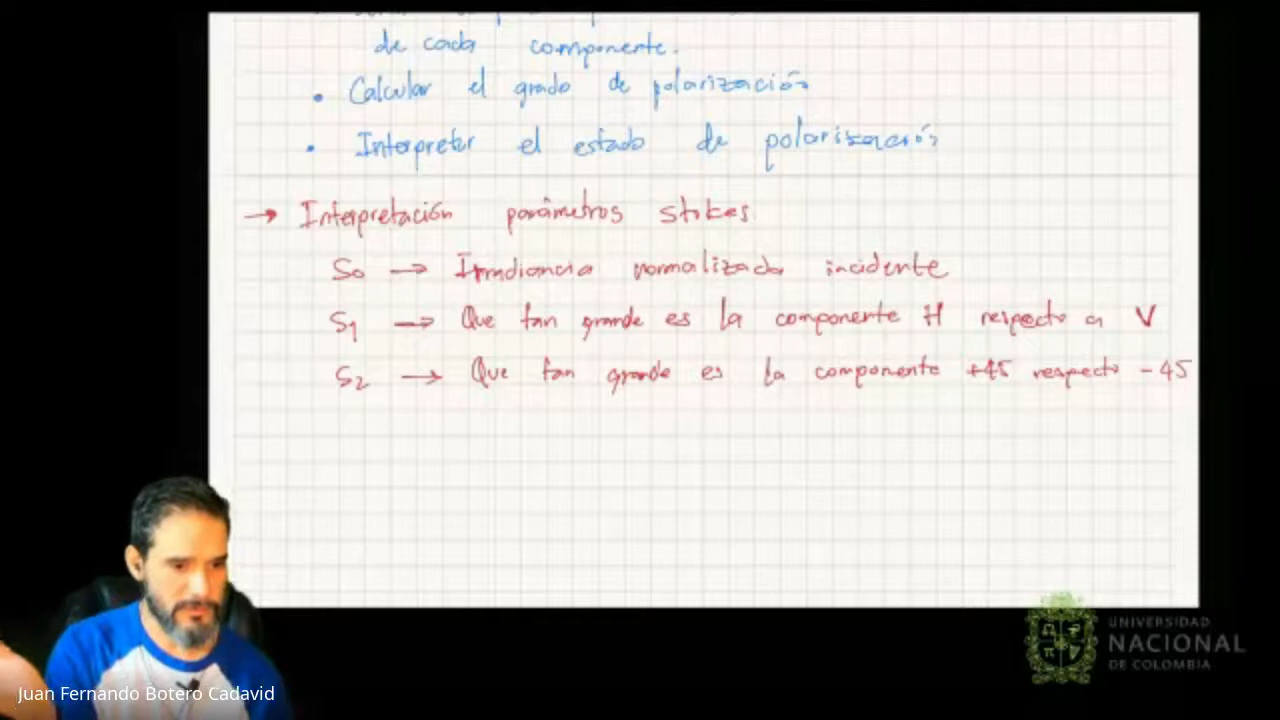 de cada componente.
• Calcular el grado de polarización
• Interpretar el estado de polarización
→ Interpretación parámetros stokes.
S0 → Irradiancia normalizada incidente
S1 → Que tan grande es la componente H respecto a V
S2 → Que tan grande es la componente +45 respecto -45
UNIVERSIDAD
NACIONAL
DE COLOMBIA
Juan Fernando Botero Cadavid